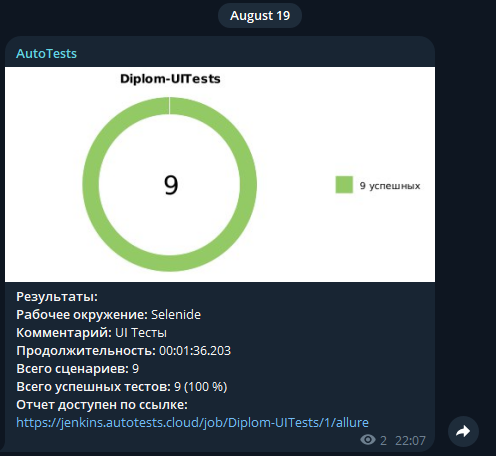 August 19
AutoTests
Diplom-UITests
9
9 успешных
Результаты:
Рабочее окружение: Selenide
Комментарий: UI Тесты
Продолжительность: 00:01:36.203
Всего сценариев: 9
Всего успешных тестов: 9 (100 %)
Отчет доступен по ссылке:
https://jenkins.autotests.cloud/job/Diplom-UITests/1/allure
2 22:07